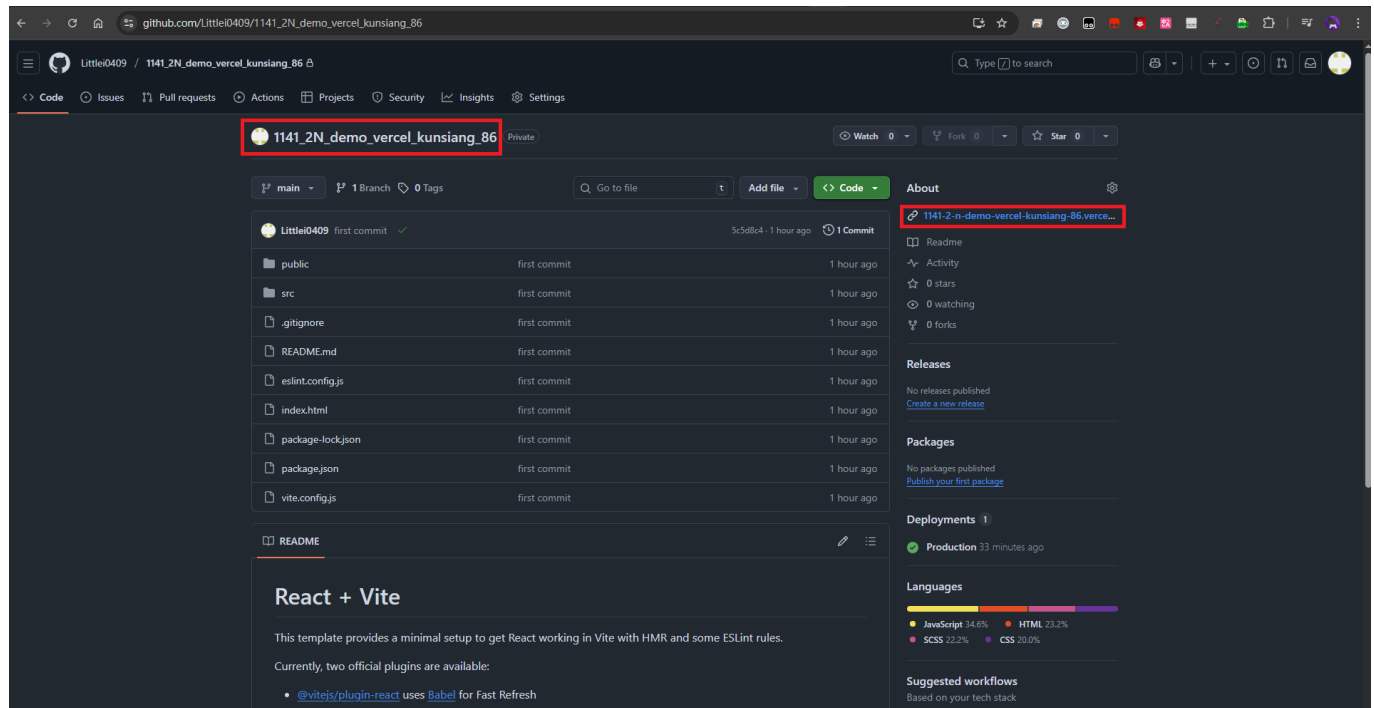 github.com/Littlei0409/1141_2N_demo_vercel_kunsiang_86
Littlei0409 / 1141_2N_demo_vercel_kunsiang_86
Type / to search
Code Issues Pull requests Actions Projects Security Insights Settings
1141_2N_demo_vercel_kunsiang_86 Private
Watch 0 Fork 0 Star 0
main 1 Branch 0 Tags Go to file t Add file Code
Littlei0409 first commit 5c5d8c4 · 1 hour ago 1 Commit
public first commit 1 hour ago
src first commit 1 hour ago
.gitignore first commit 1 hour ago
README.md first commit 1 hour ago
eslint.config.js first commit 1 hour ago
index.html first commit 1 hour ago
package-lock.json first commit 1 hour ago
package.json first commit 1 hour ago
vite.config.js first commit 1 hour ago
README
React + Vite
This template provides a minimal setup to get React working in Vite with HMR and some ESLint rules.
Currently, two official plugins are available:
@vitejs/plugin-react uses Babel for Fast Refresh
About
1141-2-n-demo-vercel-kunsiang-86.verce...
Readme
Activity
0 stars
0 watching
0 forks
Releases
No releases published
Create a new release
Packages
No packages published
Publish your first package
Deployments 1
Production 33 minutes ago
Languages
JavaScript 34.6% HTML 23.2%
SCSS 22.2% CSS 20.0%
Suggested workflows
Based on your tech stack